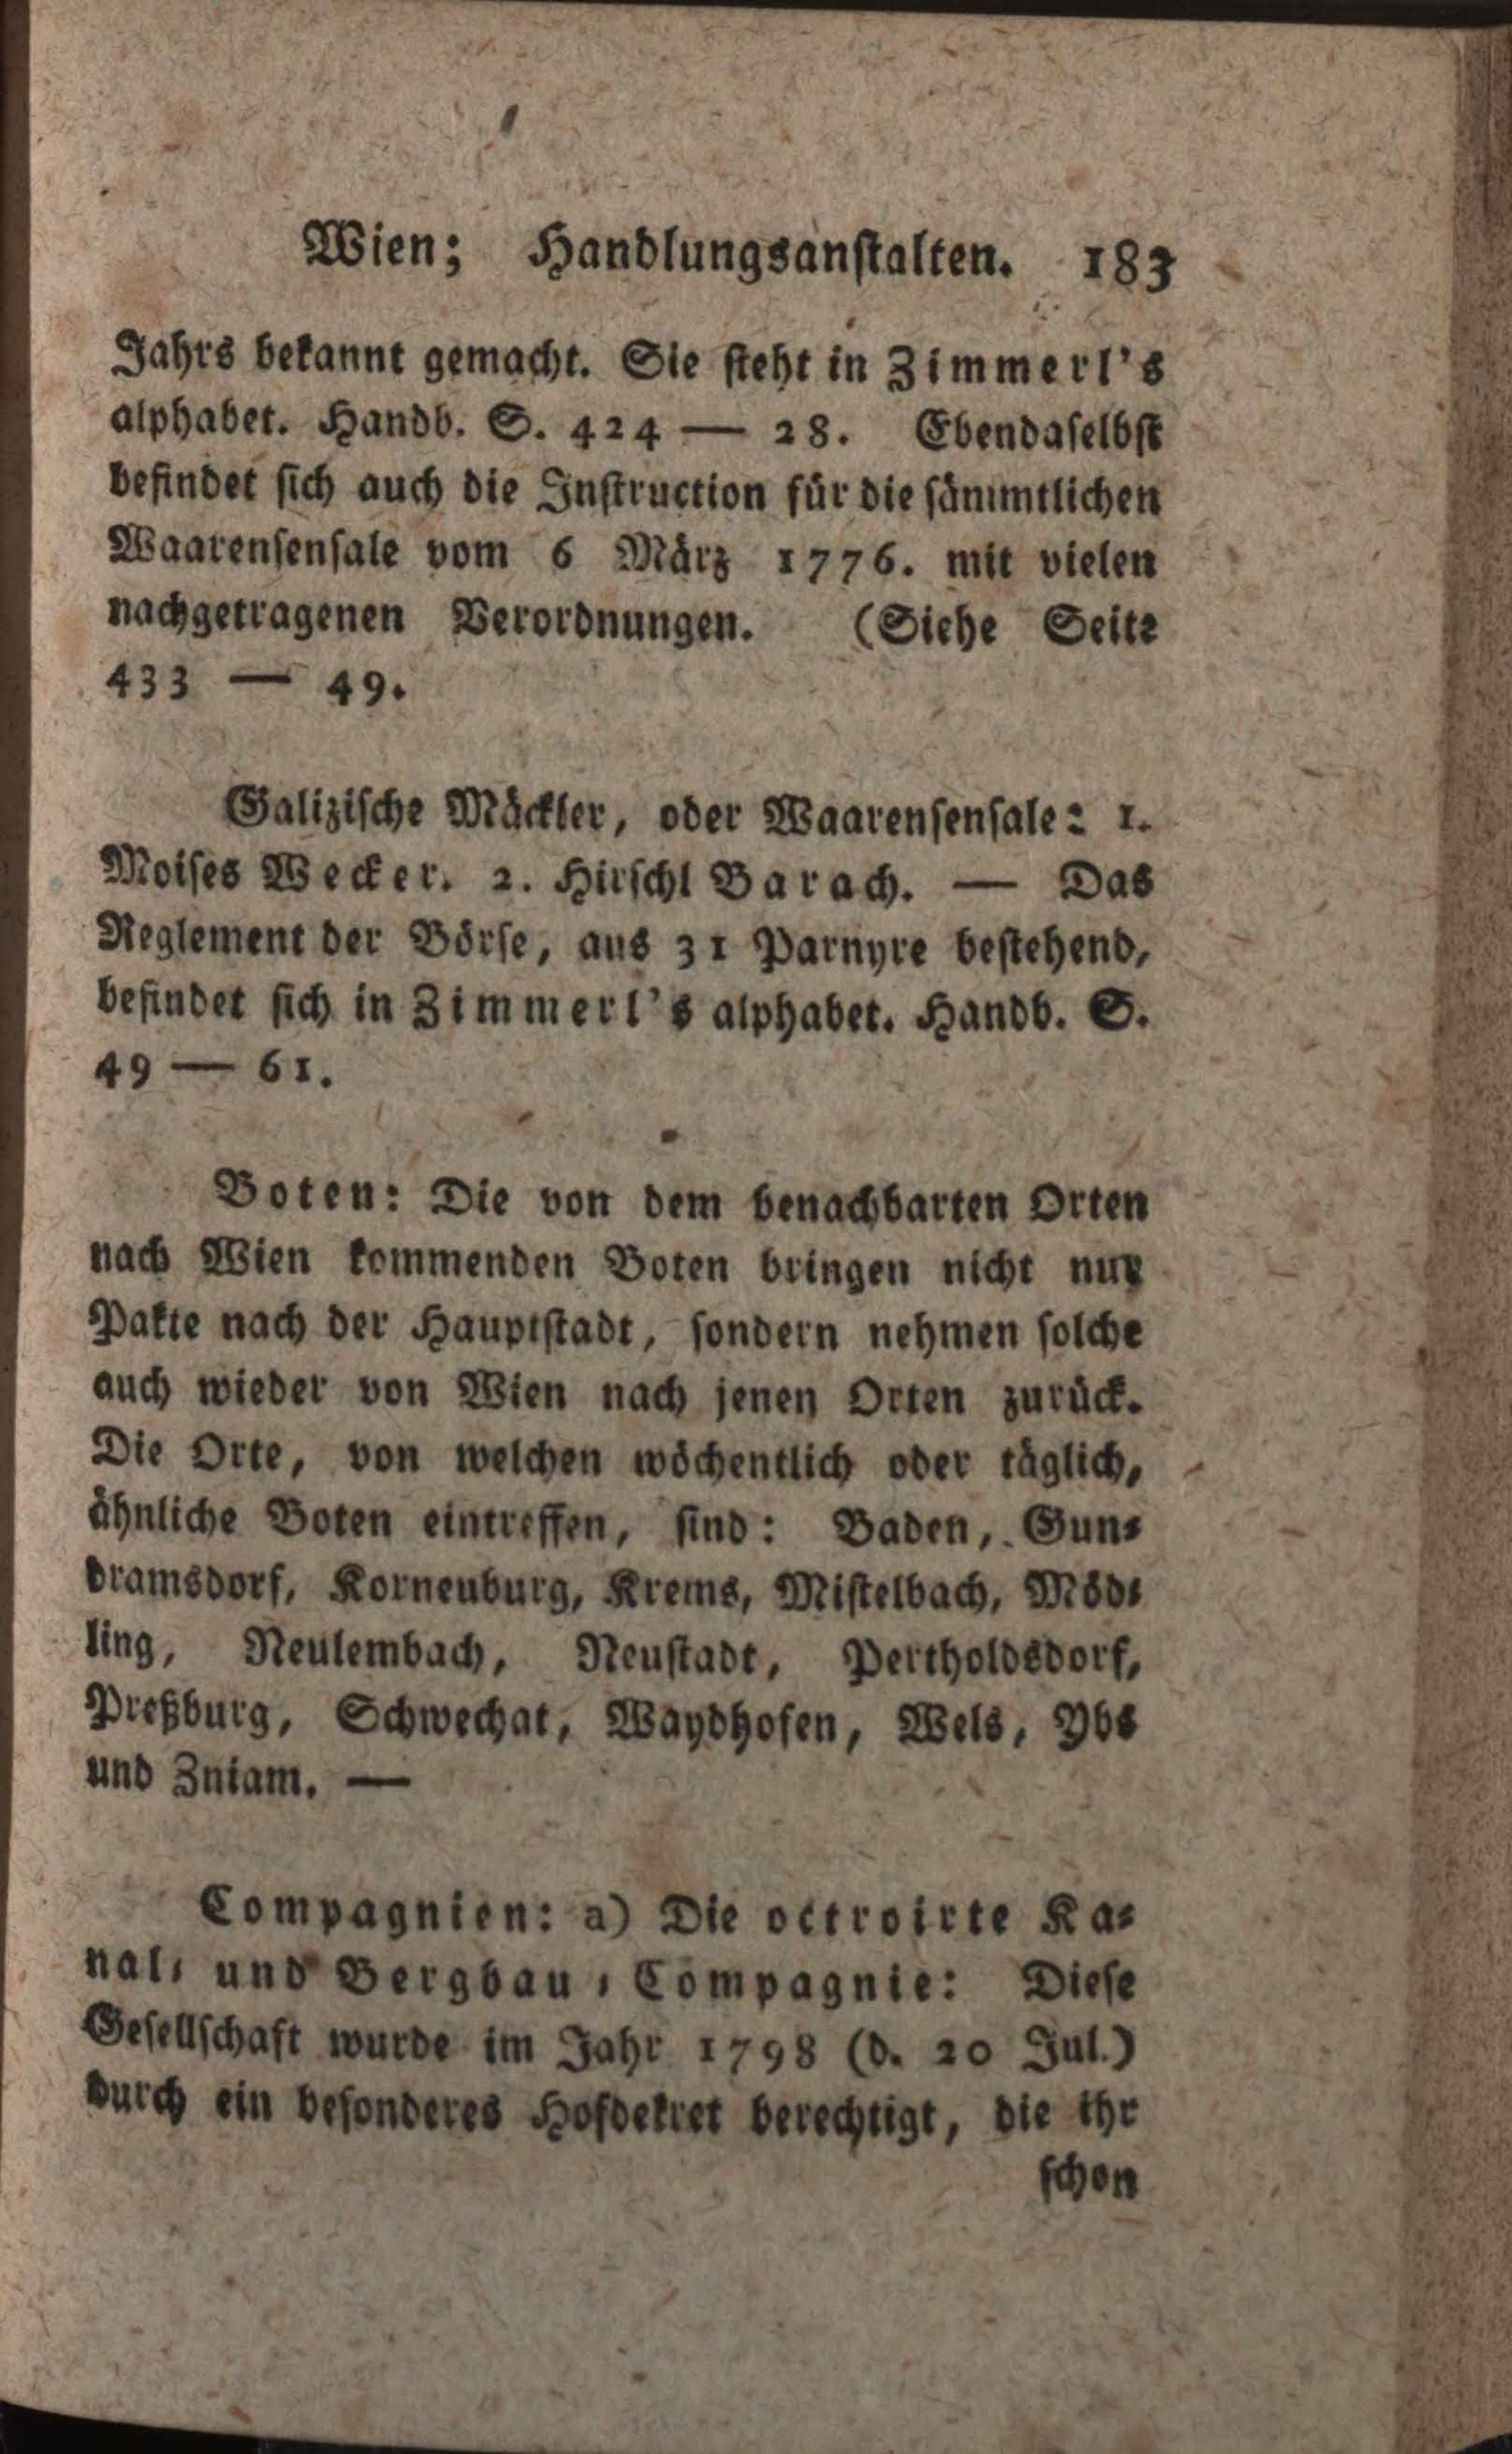 Wien; Handlungsanstalten. 183
Jahrs bekannt gemacht. Sie steht in Zimmerl's
alphabet. Handb. S. 424 — 28. Ebendaselbst
befindet sich auch die Instruction für die sämmtlichen
Waarensensale vom 6 März 1776. mit vielen
nachgetragenen Verordnungen. (Siehe Seite
433 — 49.
Galizische Mäckler, oder Waarensensale: 1.
Moises Wecker. 2. Hirschl Barach. — Das
Reglement der Börse, aus 31 Parnyre bestehend,
befindet sich in Zimmerl's alphabet. Handb. S.
49 — 61.
Boten: Die von dem benachbarten Orten
nach Wien kommenden Boten bringen nicht nur
Pakte nach der Hauptstadt, sondern nehmen solche
auch wieder von Wien nach jenen Orten zurück.
Die Orte, von welchen wöchentlich oder täglich,
ähnliche Boten eintreffen, sind: Baden, Gun-
dramsdorf, Korneuburg, Krems, Mistelbach, Möd-
ling, Neulembach, Neustadt, Pertholdsdorf,
Preßburg, Schwechat, Waydhofen, Wels, Ybs
und Zniam. —
Compagnien: a) Die octroirte Ka-
nal- und Bergbau-Compagnie: Diese
Gesellschaft wurde im Jahr 1798 (d. 20 Jul.)
durch ein besonderes Hofdekret berechtigt, die ihr
schon